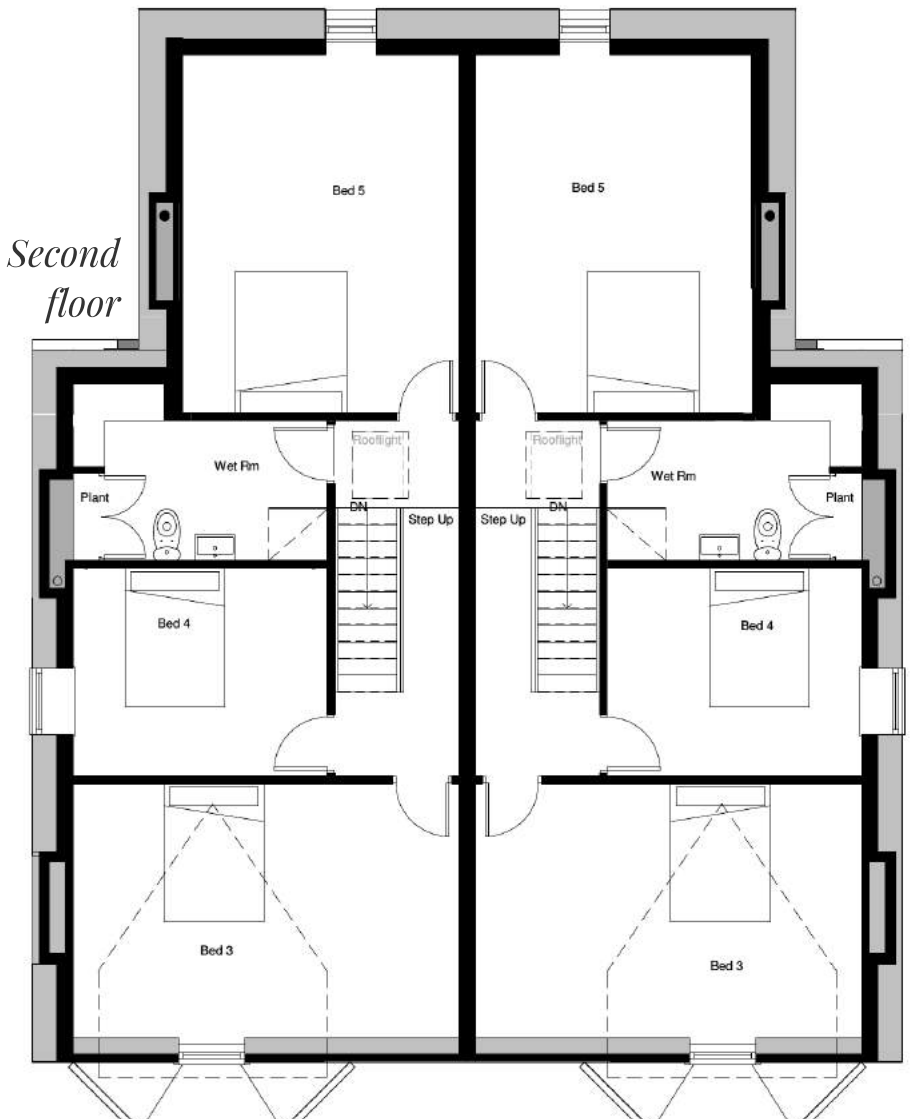 Bed 5
Bed 5
Second
floor
Rooflight
Rooflight
Wet Rm
Wet Rm
Plant
Plant
DN
DN
Step Up
Step Up
Bed 4
Bed 4
Bed 3
Bed 3